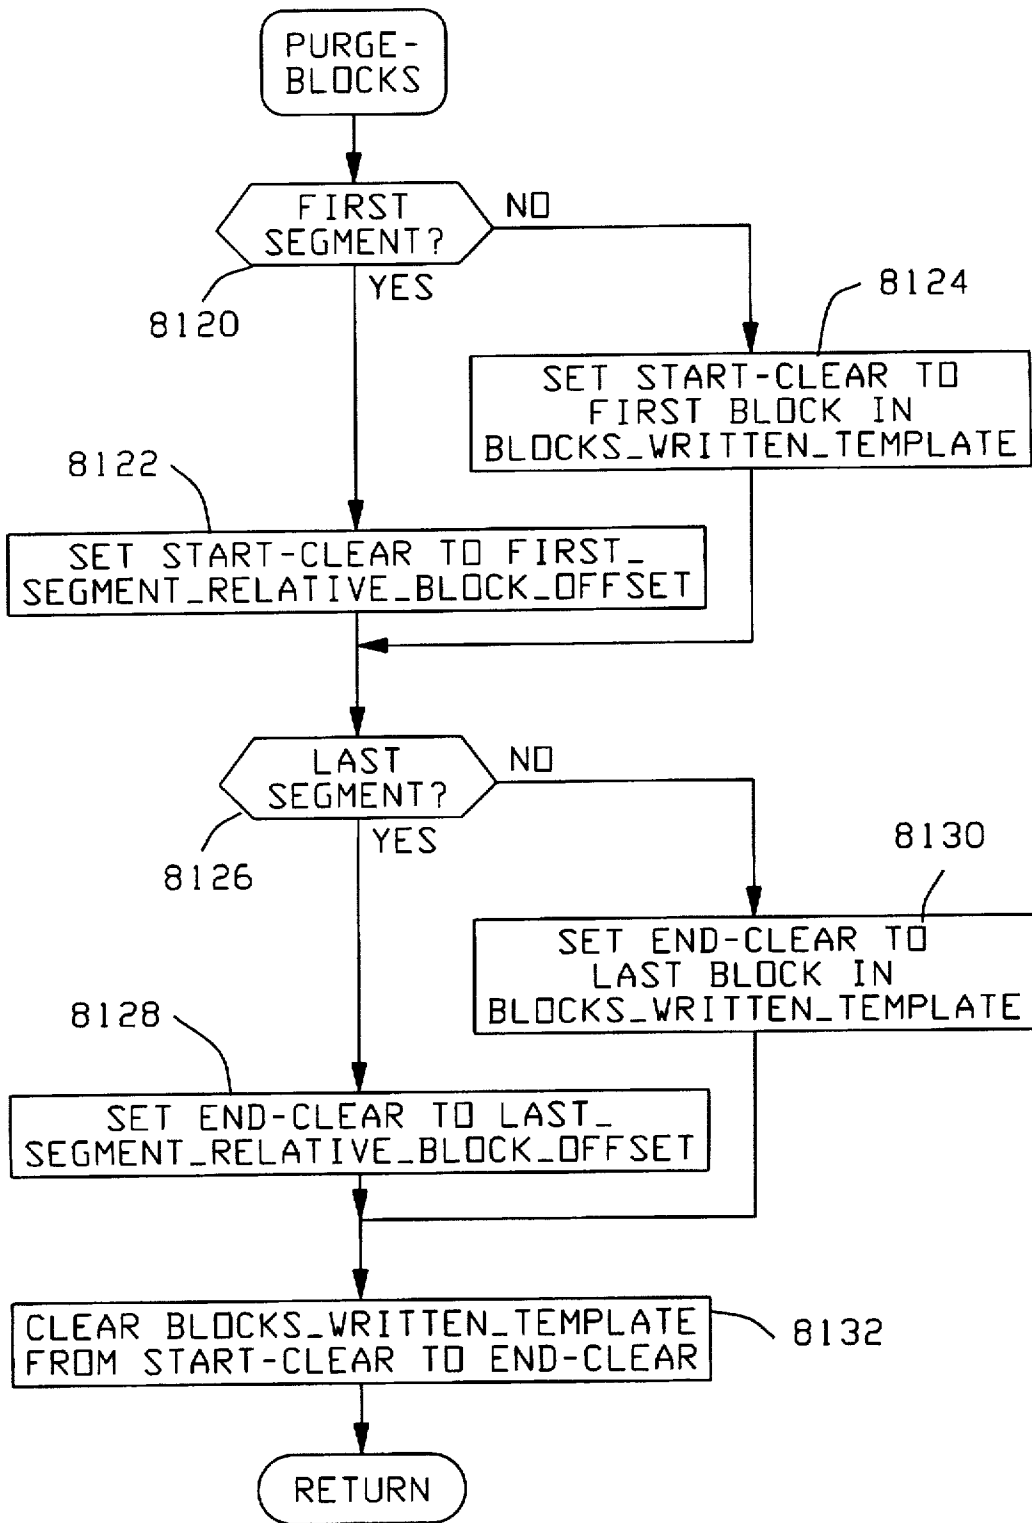 PURGE-
BLOCKS
FIRST
SEGMENT?
NO
YES
8120
8124
SET START-CLEAR TO
FIRST BLOCK IN
BLOCKS_WRITTEN_TEMPLATE
8122
SET START-CLEAR TO FIRST_
SEGMENT_RELATIVE_BLOCK_OFFSET
LAST
SEGMENT?
NO
YES
8126
8130
SET END-CLEAR TO
LAST BLOCK IN
BLOCKS_WRITTEN_TEMPLATE
8128
SET END-CLEAR TO LAST_
SEGMENT_RELATIVE_BLOCK_OFFSET
CLEAR BLOCKS_WRITTEN_TEMPLATE
FROM START-CLEAR TO END-CLEAR
8132
RETURN